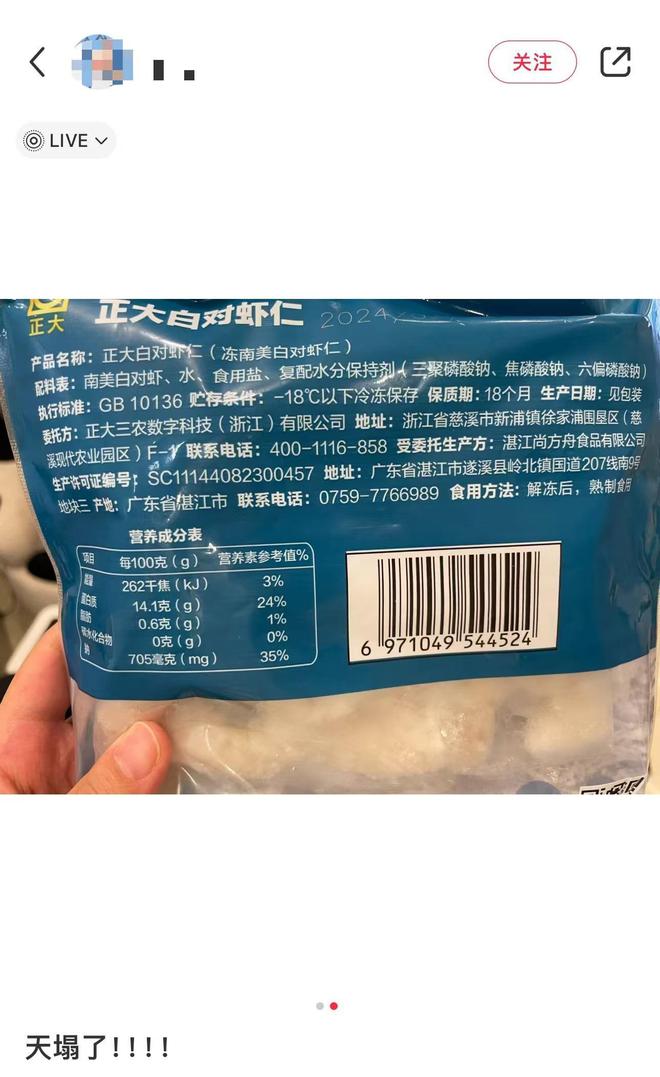 关注
LIVE
正大
正大白对虾仁
2024/
产品名称：正大白对虾仁（冻南美白对虾仁）
配料表：南美白对虾、水、食用盐、复配水分保持剂（三聚磷酸钠、焦磷酸钠、六偏磷酸钠）
执行标准：GB 10136 贮存条件：-18℃以下冷冻保存 保质期：18个月 生产日期：见包装
委托方：正大三农数字科技（浙江）有限公司 地址：浙江省慈溪市新浦镇徐家浦围垦区（慈
溪现代农业园区）F-1 联系电话：400-1116-858 受委托生产方：湛江尚方舟食品有限公司
生产许可证编号：SC11144082300457 地址：广东省湛江市遂溪县岭北镇国道207线南9号
地块三 产地：广东省湛江市 联系电话：0759-7766989 食用方法：解冻后，熟制食用
营养成分表
项目 每100克（g） 营养素参考值%
能量 262千焦（kJ） 3%
蛋白质 14.1克（g） 24%
脂肪 0.6克（g） 1%
碳水化合物 0克（g） 0%
钠 705毫克（mg） 35%
6 971049 544524
天塌了!!!!